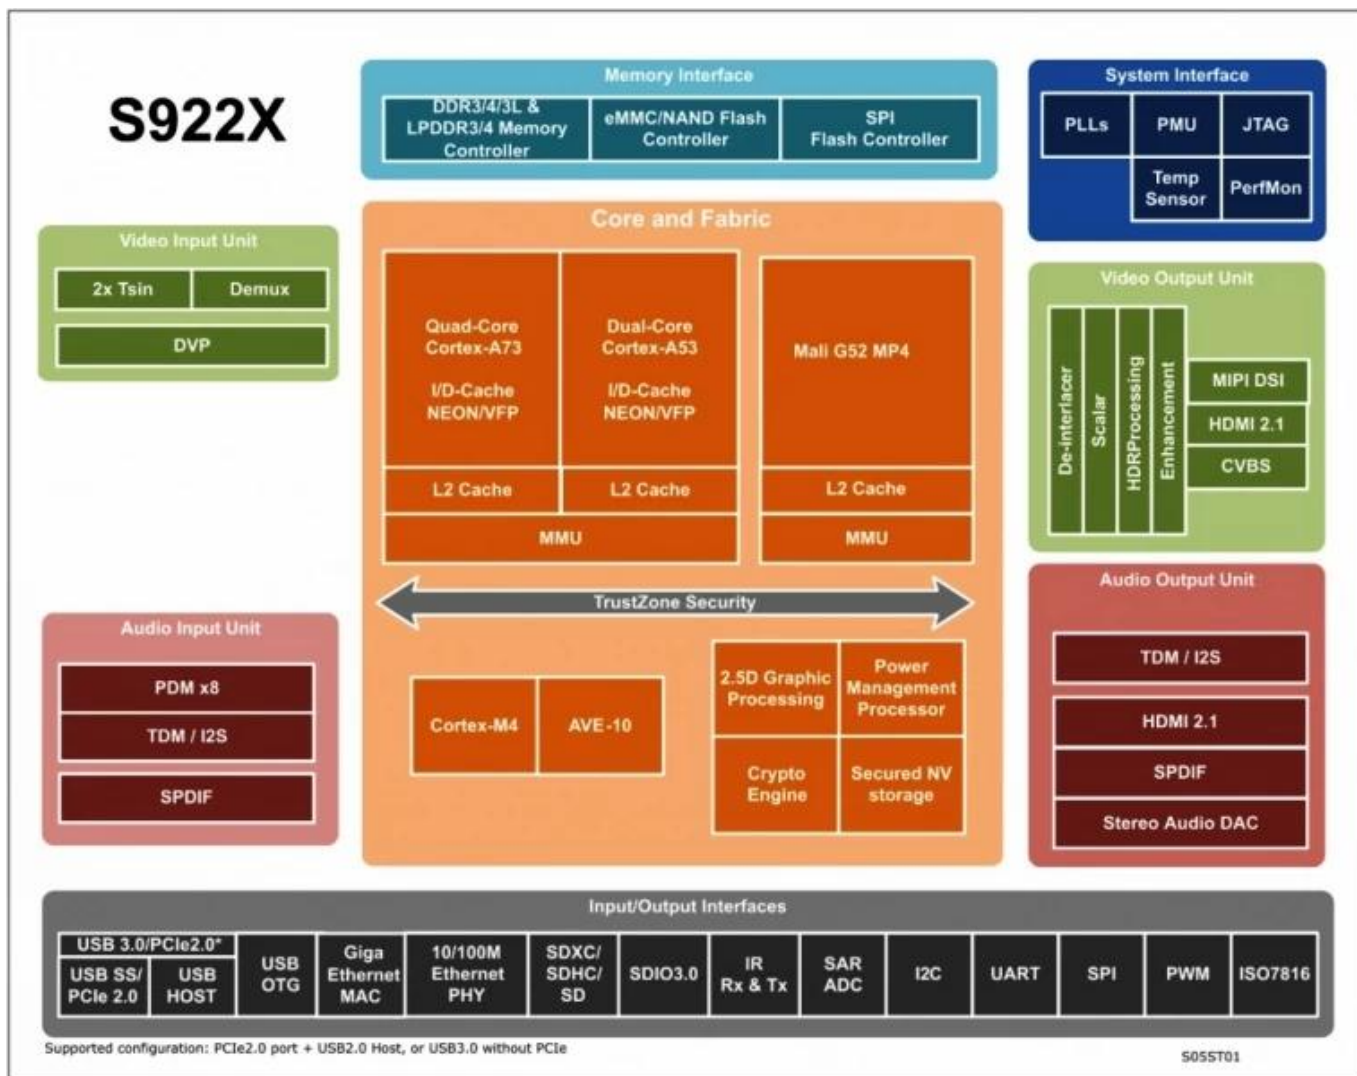 S922X
Memory Interface
DDR3/4/3L &
LPDDR3/4 Memory
Controller
eMMC/NAND Flash
Controller
SPI
Flash Controller
System Interface
PLLs
PMU
JTAG
Temp
Sensor
PerfMon
Video Input Unit
2x Tsin
Demux
DVP
Core and Fabric
Quad-Core
Cortex-A73
I/D-Cache
NEON/VFP
Dual-Core
Cortex-A53
I/D-Cache
NEON/VFP
Mali G52 MP4
L2 Cache
L2 Cache
L2 Cache
MMU
MMU
TrustZone Security
Cortex-M4
AVE-10
2.5D Graphic
Processing
Power
Management
Processor
Crypto
Engine
Secured NV
storage
Video Output Unit
De-interlacer
Scalar
HDRProcessing
Enhancement
MIPI DSI
HDMI 2.1
CVBS
Audio Input Unit
PDM x8
TDM / I2S
SPDIF
Audio Output Unit
TDM / I2S
HDMI 2.1
SPDIF
Stereo Audio DAC
Input/Output Interfaces
USB 3.0/PCIe2.0*
USB SS/
PCIe 2.0
USB
HOST
USB
OTG
Giga
Ethernet
MAC
10/100M
Ethernet
PHY
SDXC/
SDHC/
SD
SDIO3.0
IR
Rx & Tx
SAR
ADC
I2C
UART
SPI
PWM
ISO7816
Supported configuration: PCIe2.0 port + USB2.0 Host, or USB3.0 without PCIe
S05ST01